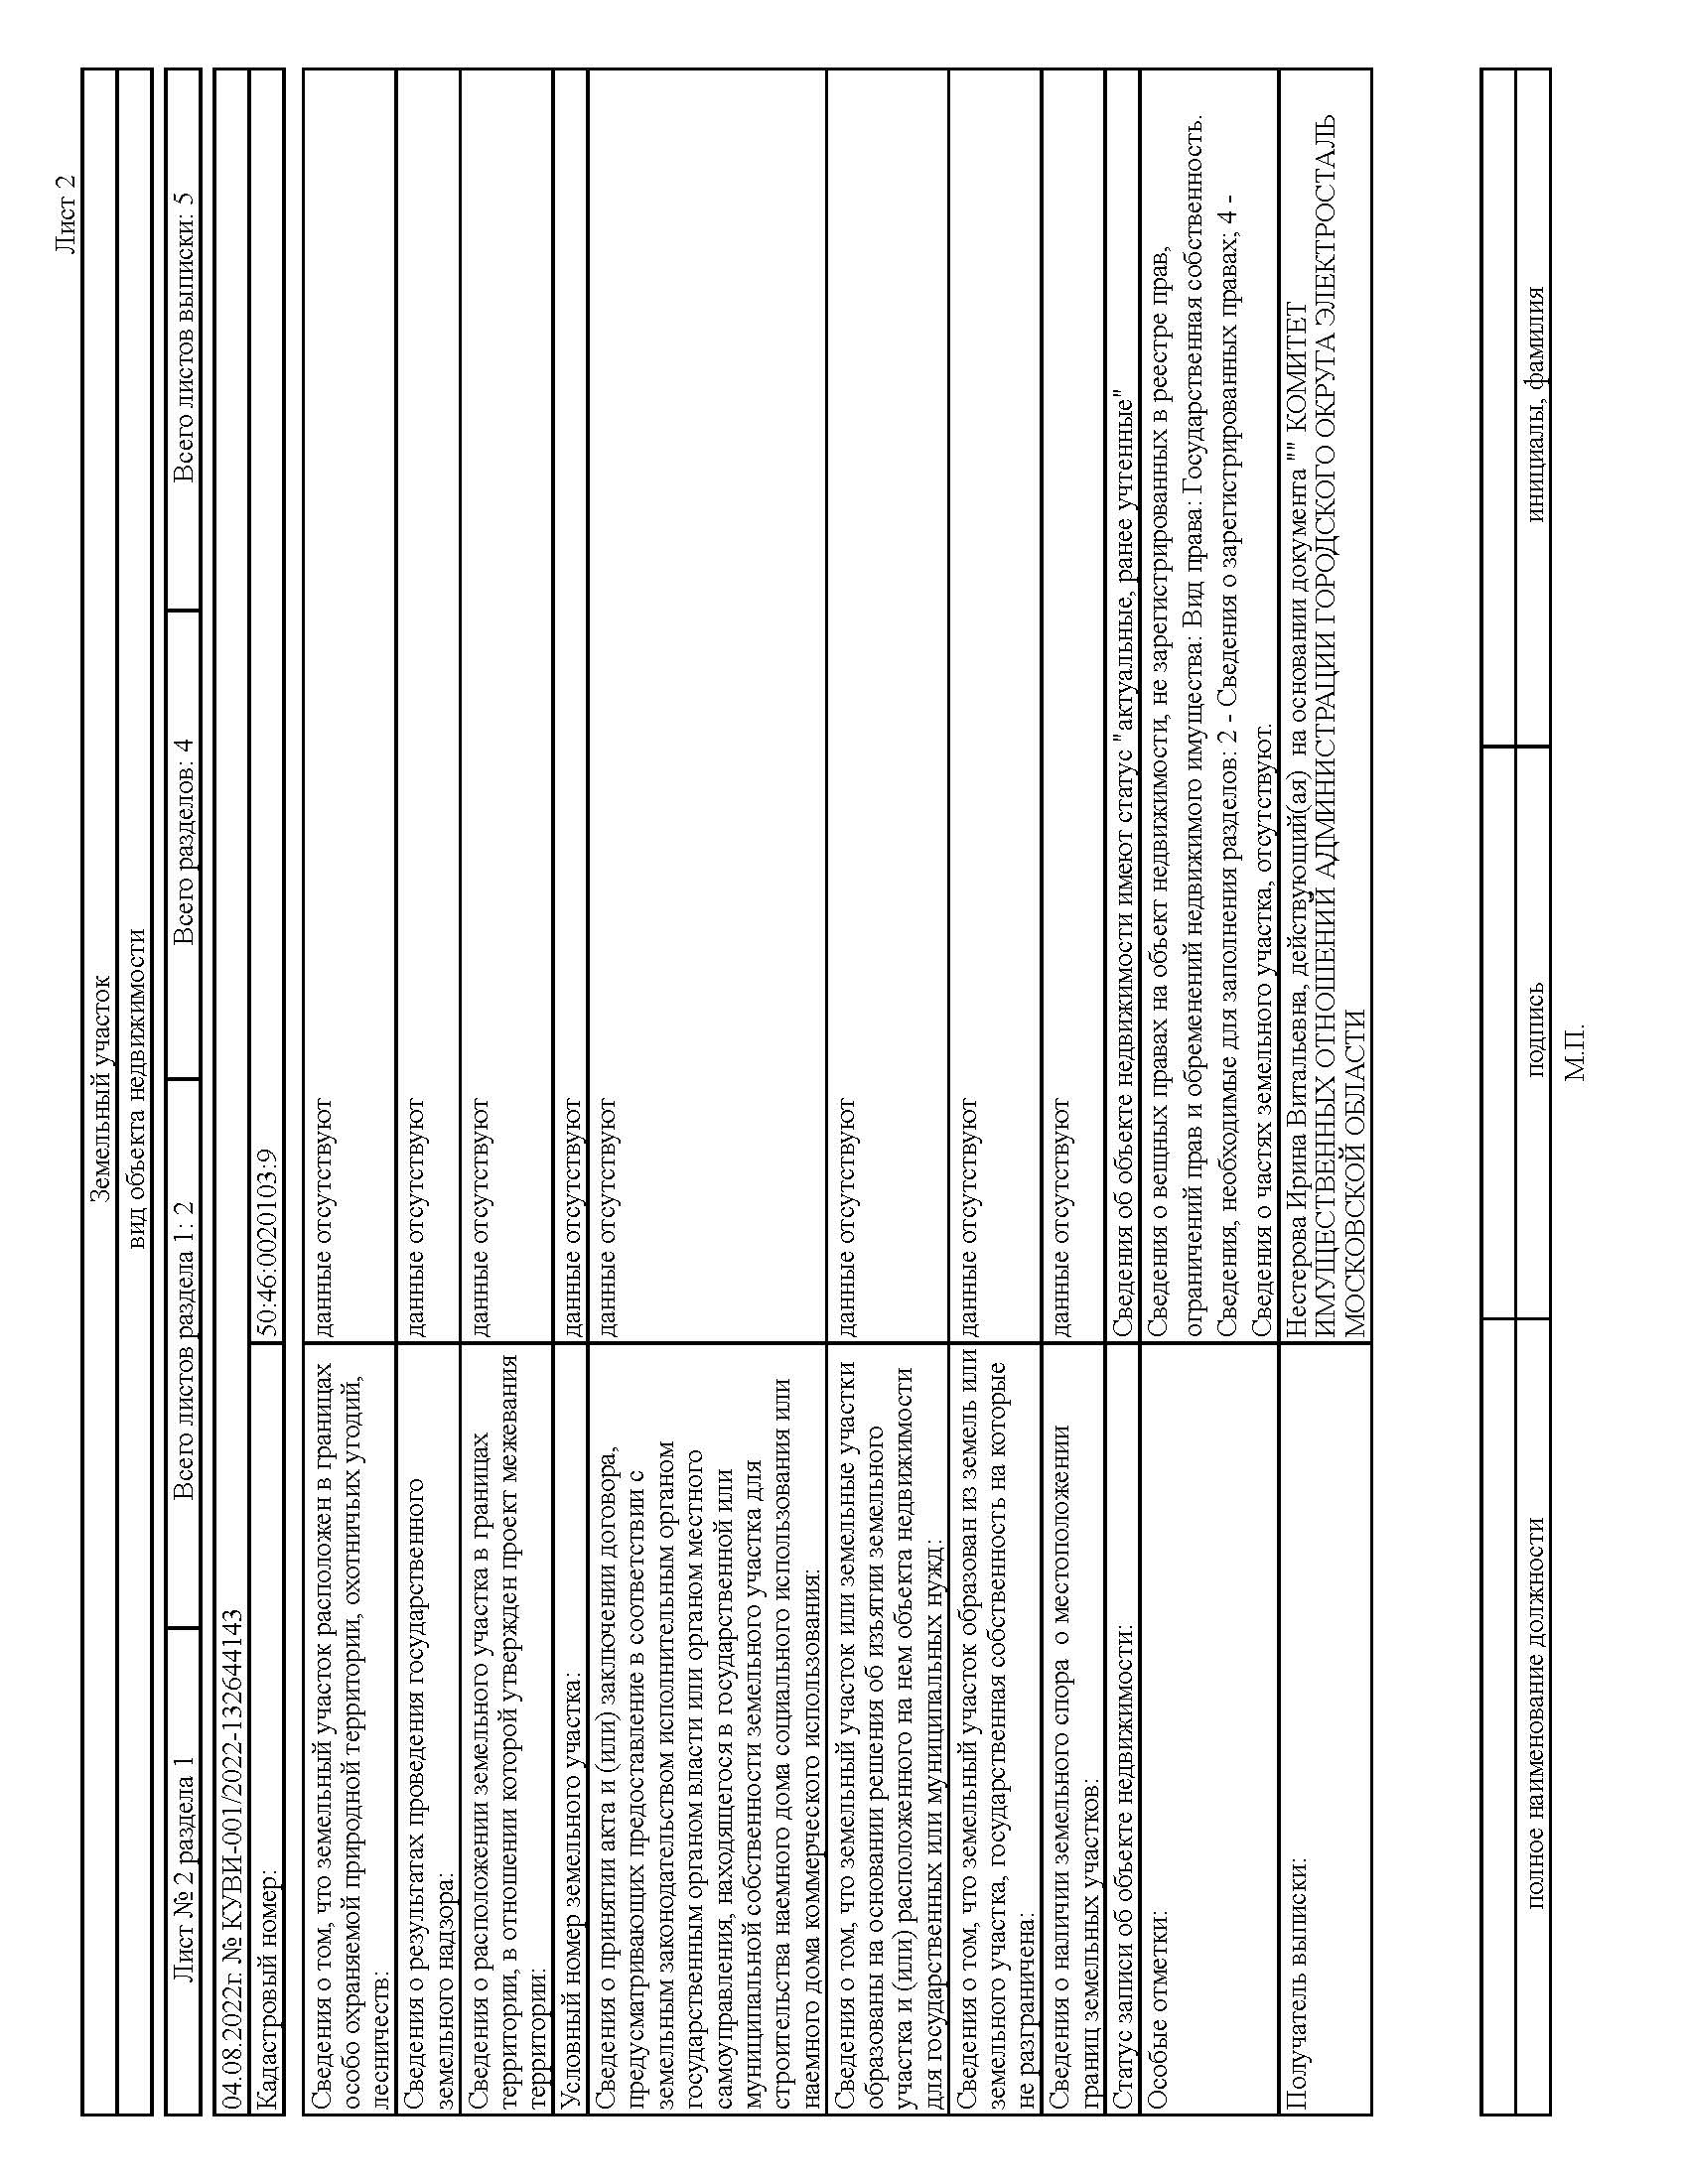 Лист 2
Земельный участок
вид объекта недвижимости
Лист № 2 раздела 1
Всего листов раздела 1: 2
Всего разделов: 4
Всего листов выписки: 5
04.08.2022г. № КУВИ-001/2022-132644143
Кадастровый номер:
50:46:0020103:9
Сведения о том, что земельный участок расположен в границах
особо охраняемой природной территории, охотничьих угодий,
лесничеств:
данные отсутствуют
Сведения о результатах проведения государственного
земельного надзора:
данные отсутствуют
Сведения о расположении земельного участка в границах
территории, в отношении которой утвержден проект межевания
территории:
данные отсутствуют
Условный номер земельного участка:
данные отсутствуют
Сведения о принятии акта и (или) заключении договора,
предусматривающих предоставление в соответствии с
земельным законодательством исполнительным органом
государственным органом власти или органом местного
самоуправления, находящегося в государственной или
муниципальной собственности земельного участка для
строительства наемного дома социального использования или
наемного дома коммерческого использования:
данные отсутствуют
Сведения о том, что земельный участок или земельные участки
образованы на основании решения об изъятии земельного
участка и (или) расположенного на нем объекта недвижимости
для государственных или муниципальных нужд:
данные отсутствуют
Сведения о том, что земельный участок образован из земель или
земельного участка, государственная собственность на которые
не разграничена:
данные отсутствуют
Сведения о наличии земельного спора о местоположении
границ земельных участков:
данные отсутствуют
Статус записи об объекте недвижимости:
Сведения об объекте недвижимости имеют статус "актуальные, ранее учтенные"
Особые отметки:
Сведения о вещных правах на объект недвижимости, не зарегистрированных в реестре прав,
ограничений прав и обременений недвижимого имущества: Вид права: Государственная собственность.
Сведения, необходимые для заполнения разделов: 2 - Сведения о зарегистрированных правах; 4 -
Сведения о частях земельного участка, отсутствуют.
Получатель выписки:
Нестерова Ирина Витальевна, действующий(ая) на основании документа "" КОМИТЕТ
ИМУЩЕСТВЕННЫХ ОТНОШЕНИЙ АДМИНИСТРАЦИИ ГОРОДСКОГО ОКРУГА ЭЛЕКТРОСТАЛЬ
МОСКОВСКОЙ ОБЛАСТИ
полное наименование должности
подпись
инициалы, фамилия
М.П.